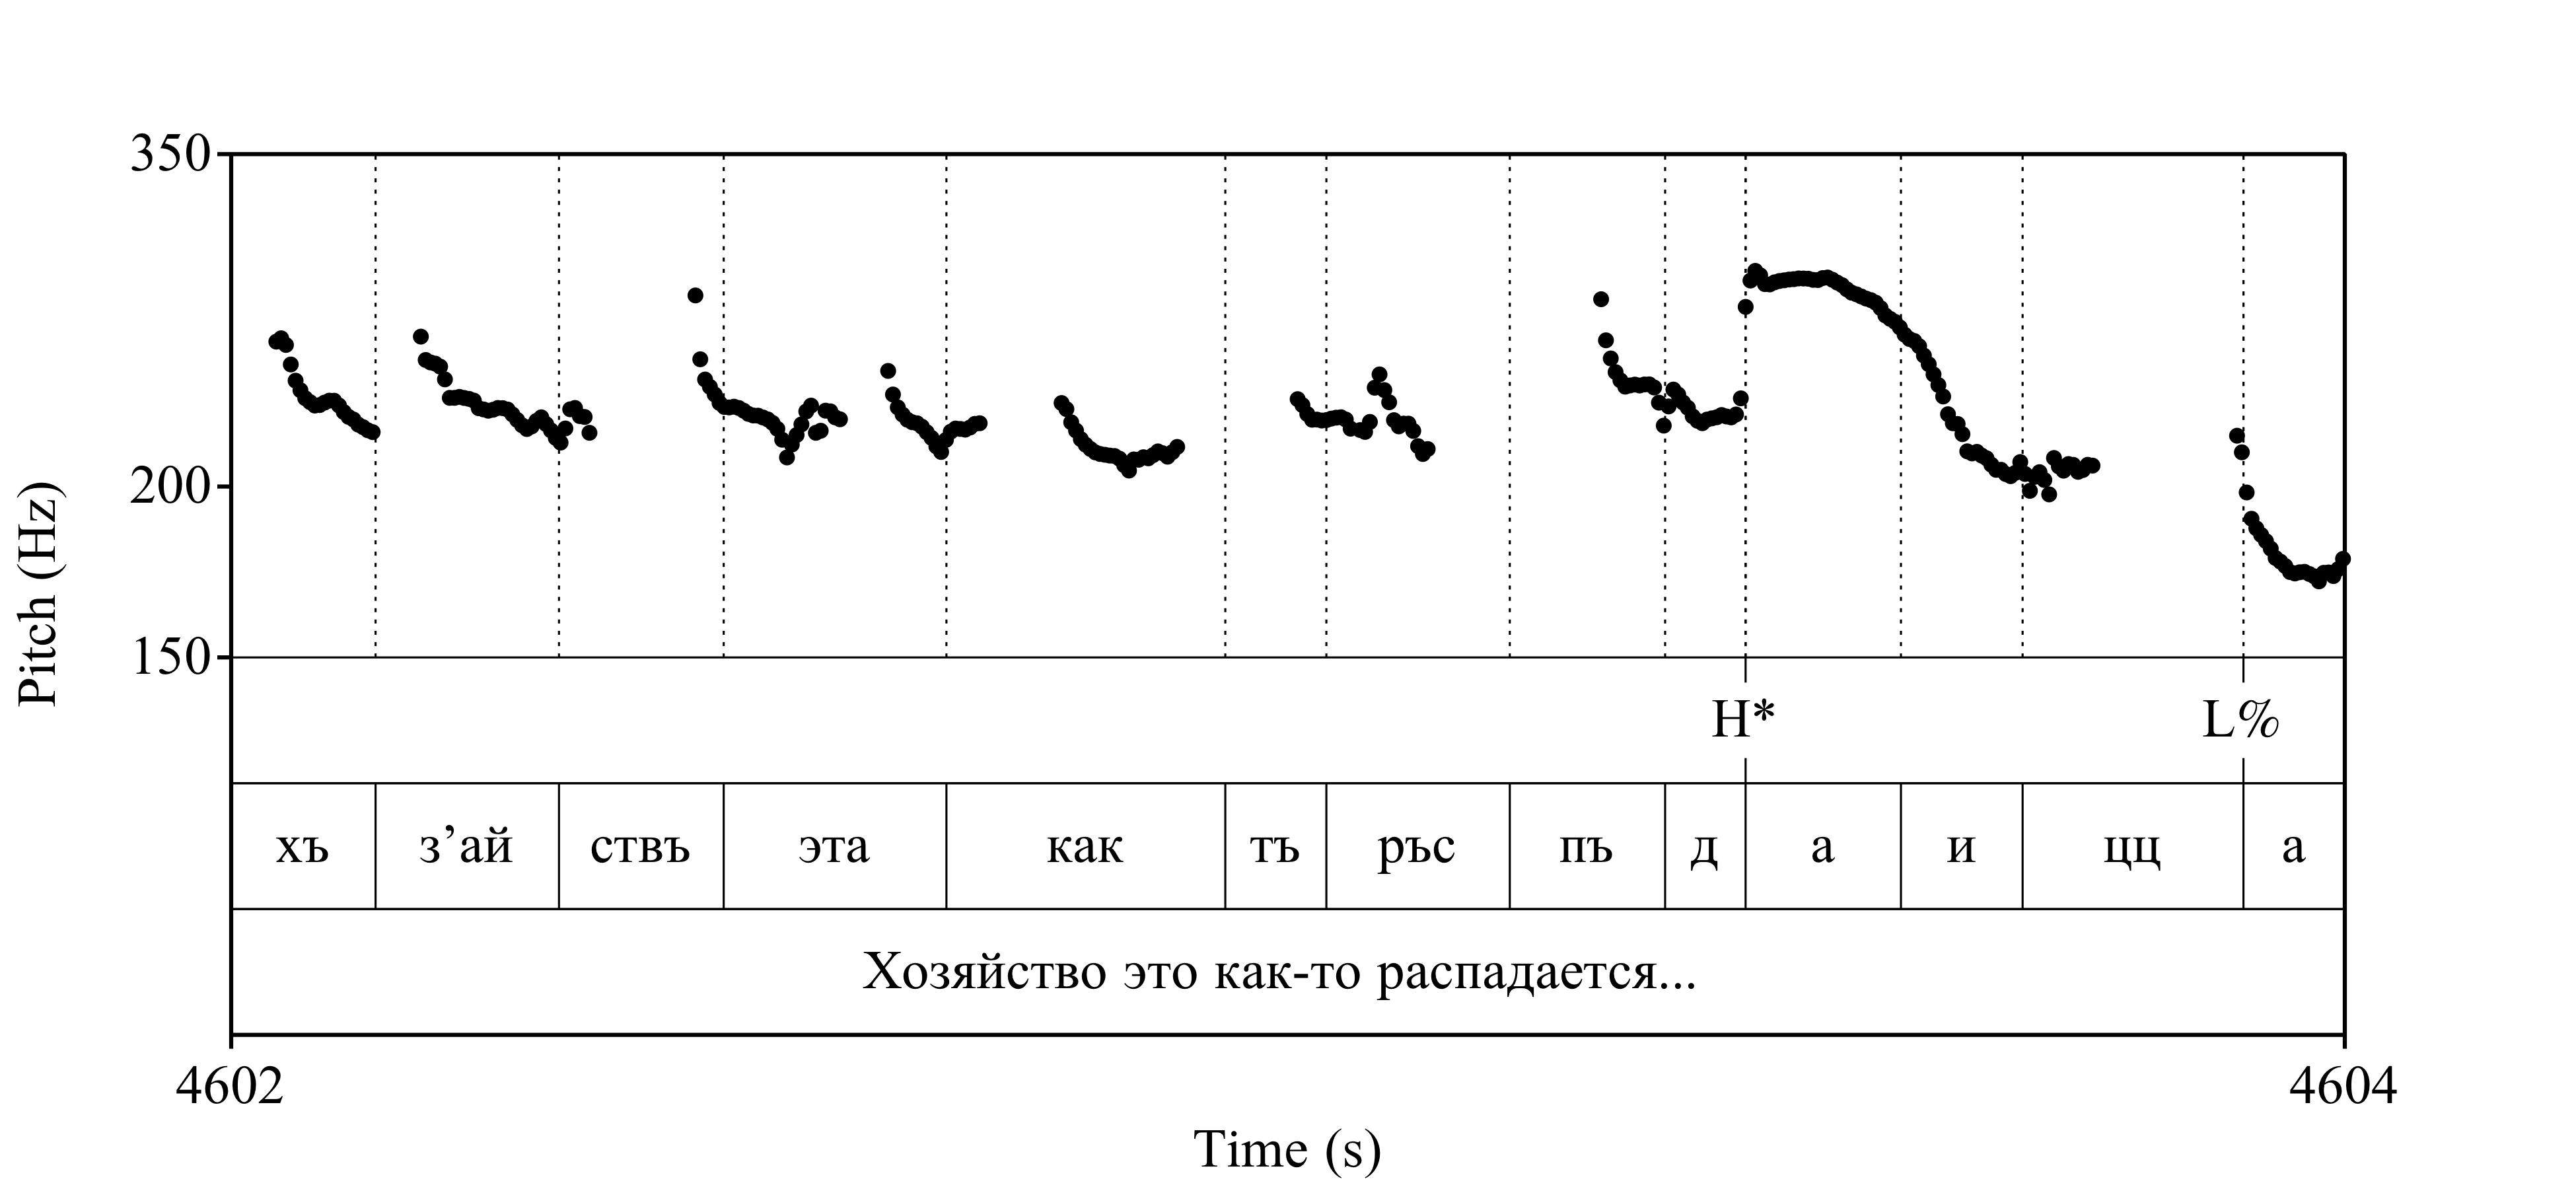 350
200
150
Pitch (Hz)
H* L%
хъ з’ай ствъ эта как тъ ръс пъ д а и цц а
Хозяйство это как-то распадается...
4602 4604
Time (s)